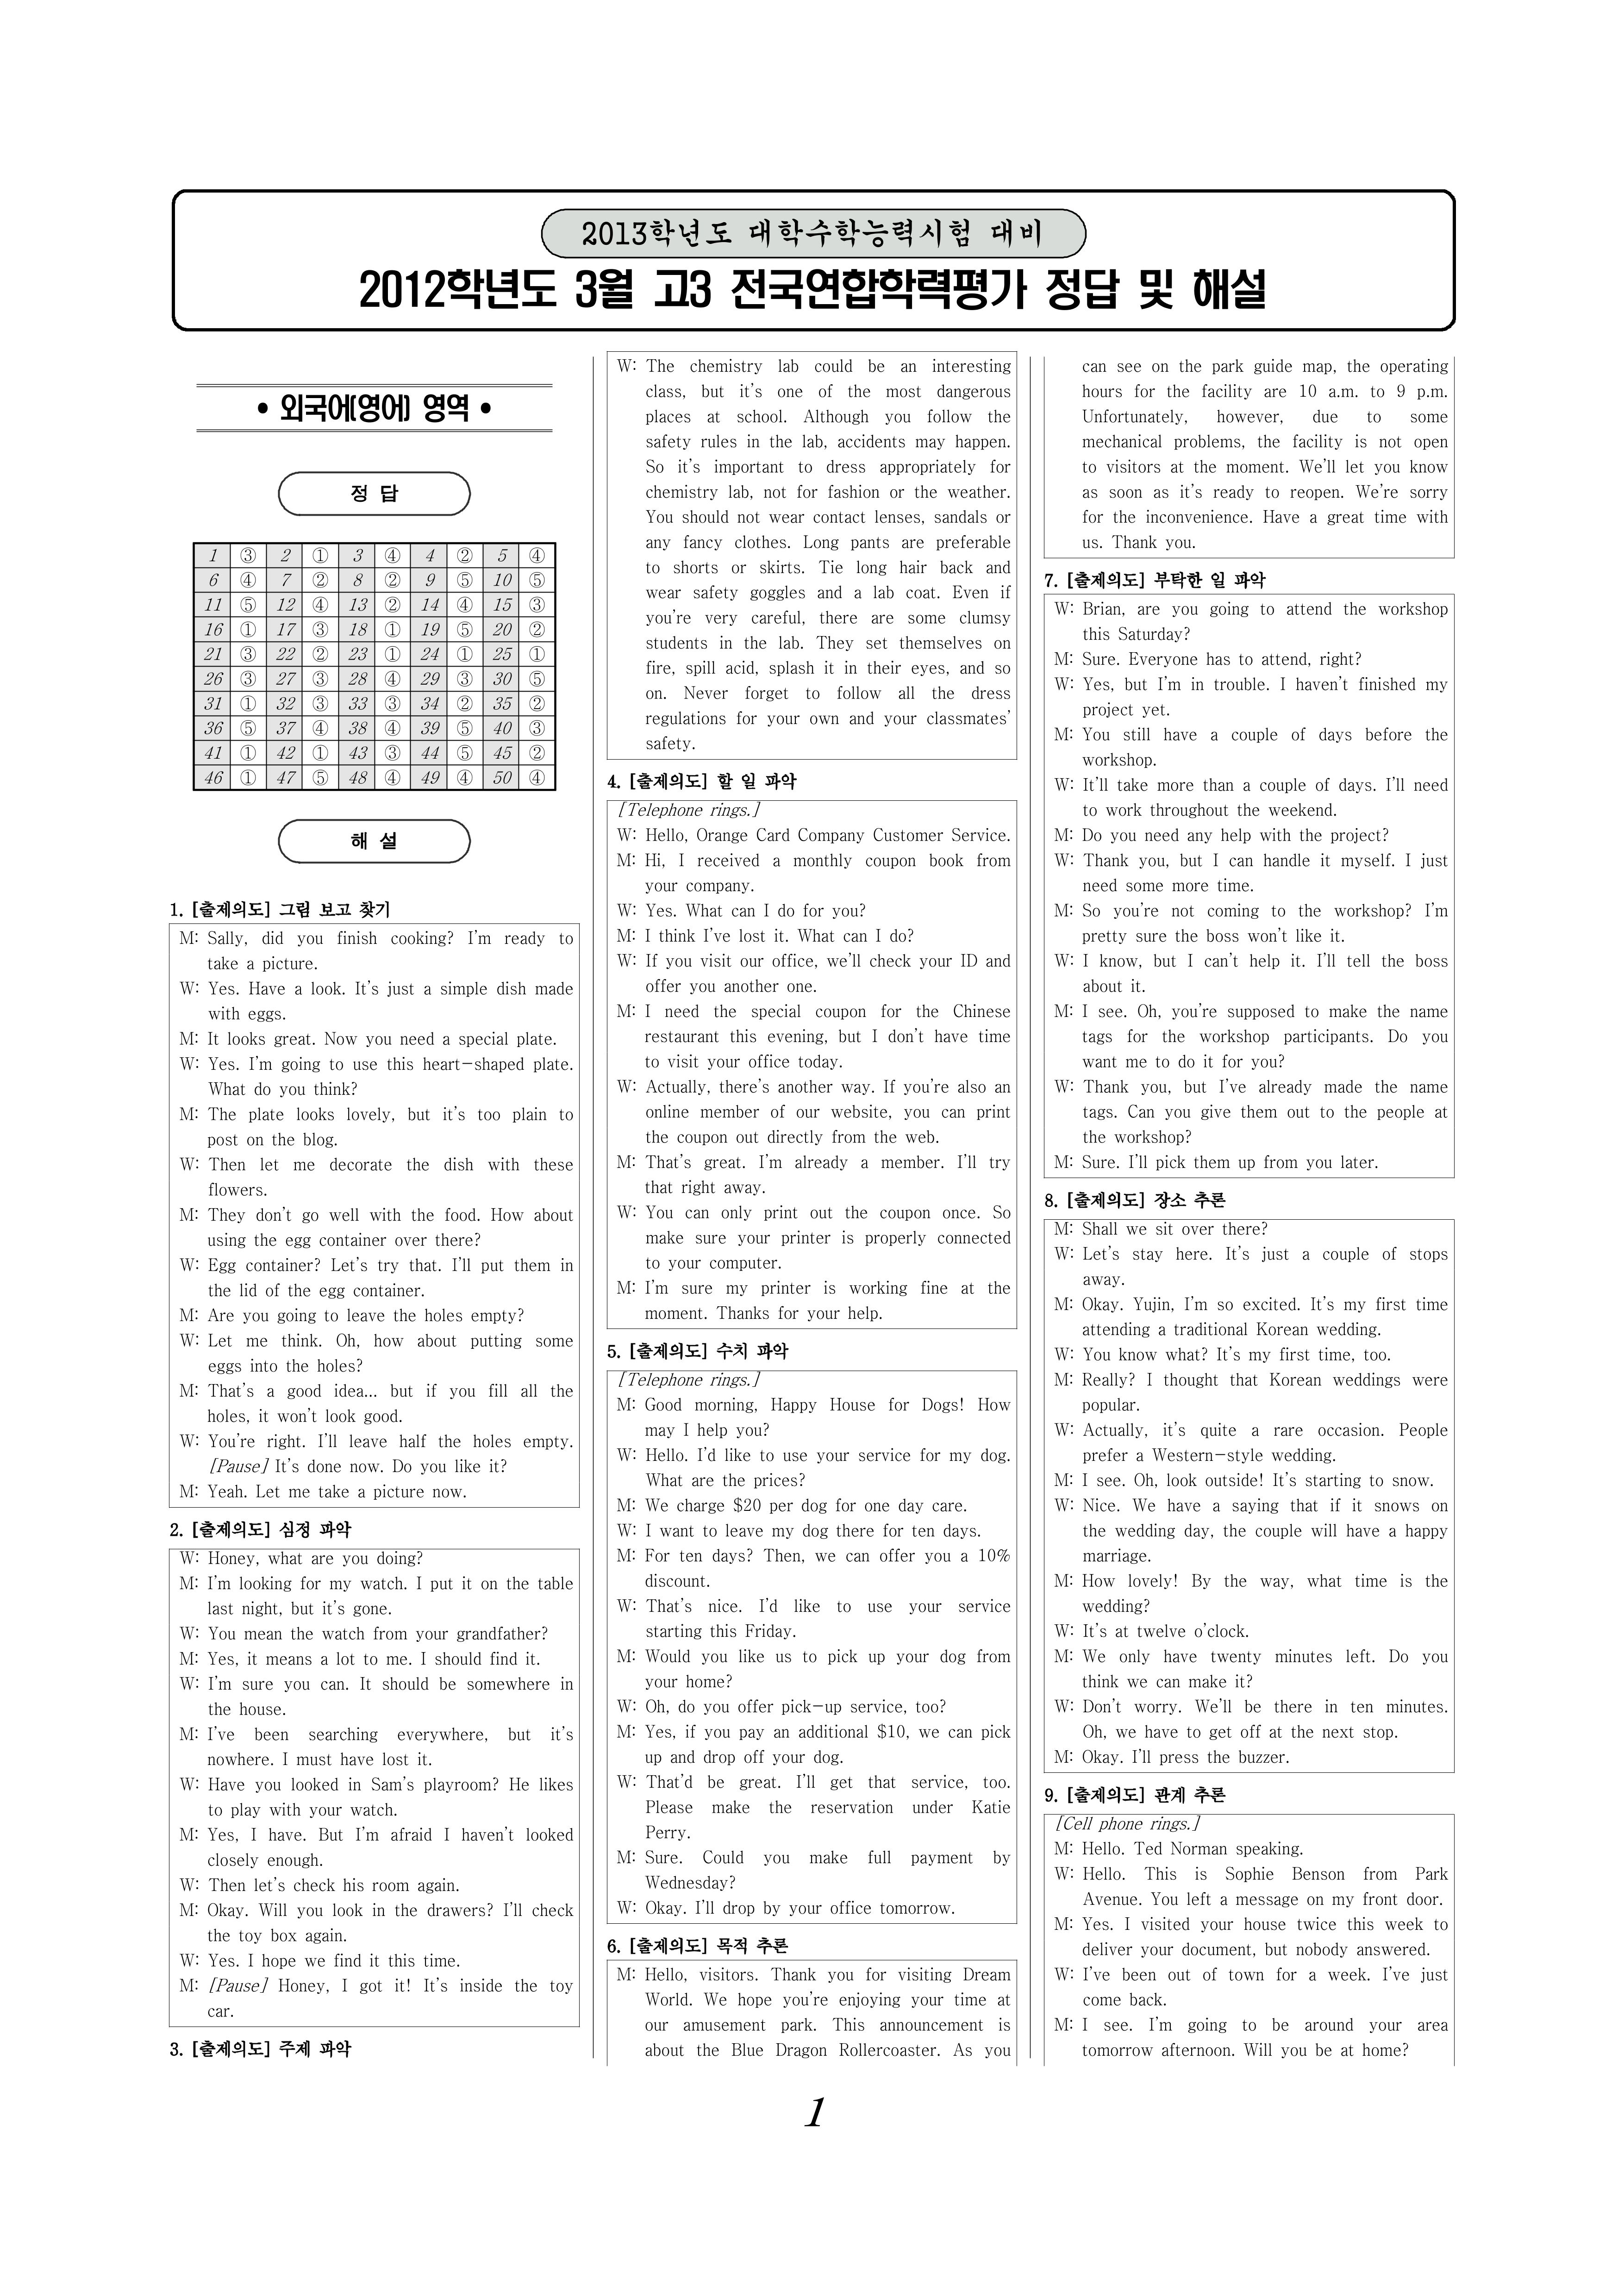 2013학년도 대학수학능력시험 대비
2012학년도 3월 고3 전국연합학력평가 정답 및 해설
• 외국어(영어) 영역 •
정 답
1 ③ 2 ① 3 ④ 4 ② 5 ④
6 ④ 7 ② 8 ② 9 ⑤ 10 ⑤
11 ⑤ 12 ④ 13 ② 14 ④ 15 ③
16 ① 17 ③ 18 ① 19 ⑤ 20 ②
21 ③ 22 ② 23 ① 24 ① 25 ①
26 ③ 27 ③ 28 ④ 29 ③ 30 ⑤
31 ① 32 ③ 33 ③ 34 ② 35 ②
36 ⑤ 37 ④ 38 ④ 39 ⑤ 40 ③
41 ① 42 ① 43 ③ 44 ⑤ 45 ②
46 ① 47 ⑤ 48 ④ 49 ④ 50 ④
해 설
1. [출제의도] 그림 보고 찾기
M: Sally, did you finish cooking? I'm ready to
take a picture.
W: Yes. Have a look. It's just a simple dish made
with eggs.
M: It looks great. Now you need a special plate.
W: Yes. I'm going to use this heart-shaped plate.
What do you think?
M: The plate looks lovely, but it's too plain to
post on the blog.
W: Then let me decorate the dish with these
flowers.
M: They don't go well with the food. How about
using the egg container over there?
W: Egg container? Let's try that. I'll put them in
the lid of the egg container.
M: Are you going to leave the holes empty?
W: Let me think. Oh, how about putting some
eggs into the holes?
M: That's a good idea... but if you fill all the
holes, it won't look good.
W: You're right. I'll leave half the holes empty.
[Pause] It's done now. Do you like it?
M: Yeah. Let me take a picture now.
2. [출제의도] 심정 파악
W: Honey, what are you doing?
M: I'm looking for my watch. I put it on the table
last night, but it's gone.
W: You mean the watch from your grandfather?
M: Yes, it means a lot to me. I should find it.
W: I'm sure you can. It should be somewhere in
the house.
M: I've been searching everywhere, but it's
nowhere. I must have lost it.
W: Have you looked in Sam's playroom? He likes
to play with your watch.
M: Yes, I have. But I'm afraid I haven't looked
closely enough.
W: Then let's check his room again.
M: Okay. Will you look in the drawers? I'll check
the toy box again.
W: Yes. I hope we find it this time.
M: [Pause] Honey, I got it! It's inside the toy
car.
3. [출제의도] 주제 파악
W: The chemistry lab could be an interesting
class, but it's one of the most dangerous
places at school. Although you follow the
safety rules in the lab, accidents may happen.
So it's important to dress appropriately for
chemistry lab, not for fashion or the weather.
You should not wear contact lenses, sandals or
any fancy clothes. Long pants are preferable
to shorts or skirts. Tie long hair back and
wear safety goggles and a lab coat. Even if
you're very careful, there are some clumsy
students in the lab. They set themselves on
fire, spill acid, splash it in their eyes, and so
on. Never forget to follow all the dress
regulations for your own and your classmates'
safety.
4. [출제의도] 할 일 파악
[Telephone rings.]
W: Hello, Orange Card Company Customer Service.
M: Hi, I received a monthly coupon book from
your company.
W: Yes. What can I do for you?
M: I think I've lost it. What can I do?
W: If you visit our office, we'll check your ID and
offer you another one.
M: I need the special coupon for the Chinese
restaurant this evening, but I don't have time
to visit your office today.
W: Actually, there's another way. If you're also an
online member of our website, you can print
the coupon out directly from the web.
M: That's great. I'm already a member. I'll try
that right away.
W: You can only print out the coupon once. So
make sure your printer is properly connected
to your computer.
M: I'm sure my printer is working fine at the
moment. Thanks for your help.
5. [출제의도] 수치 파악
[Telephone rings.]
M: Good morning, Happy House for Dogs! How
may I help you?
W: Hello. I'd like to use your service for my dog.
What are the prices?
M: We charge $20 per dog for one day care.
W: I want to leave my dog there for ten days.
M: For ten days? Then, we can offer you a 10%
discount.
W: That's nice. I'd like to use your service
starting this Friday.
M: Would you like us to pick up your dog from
your home?
W: Oh, do you offer pick-up service, too?
M: Yes, if you pay an additional $10, we can pick
up and drop off your dog.
W: That'd be great. I'll get that service, too.
Please make the reservation under Katie
Perry.
M: Sure. Could you make full payment by
Wednesday?
W: Okay. I'll drop by your office tomorrow.
6. [출제의도] 목적 추론
M: Hello, visitors. Thank you for visiting Dream
World. We hope you're enjoying your time at
our amusement park. This announcement is
about the Blue Dragon Rollercoaster. As you
can see on the park guide map, the operating
hours for the facility are 10 a.m. to 9 p.m.
Unfortunately, however, due to some
mechanical problems, the facility is not open
to visitors at the moment. We'll let you know
as soon as it's ready to reopen. We're sorry
for the inconvenience. Have a great time with
us. Thank you.
7. [출제의도] 부탁한 일 파악
W: Brian, are you going to attend the workshop
this Saturday?
M: Sure. Everyone has to attend, right?
W: Yes, but I'm in trouble. I haven't finished my
project yet.
M: You still have a couple of days before the
workshop.
W: It'll take more than a couple of days. I'll need
to work throughout the weekend.
M: Do you need any help with the project?
W: Thank you, but I can handle it myself. I just
need some more time.
M: So you're not coming to the workshop? I'm
pretty sure the boss won't like it.
W: I know, but I can't help it. I'll tell the boss
about it.
M: I see. Oh, you're supposed to make the name
tags for the workshop participants. Do you
want me to do it for you?
W: Thank you, but I've already made the name
tags. Can you give them out to the people at
the workshop?
M: Sure. I'll pick them up from you later.
8. [출제의도] 장소 추론
M: Shall we sit over there?
W: Let's stay here. It's just a couple of stops
away.
M: Okay. Yujin, I'm so excited. It's my first time
attending a traditional Korean wedding.
W: You know what? It's my first time, too.
M: Really? I thought that Korean weddings were
popular.
W: Actually, it's quite a rare occasion. People
prefer a Western-style wedding.
M: I see. Oh, look outside! It's starting to snow.
W: Nice. We have a saying that if it snows on
the wedding day, the couple will have a happy
marriage.
M: How lovely! By the way, what time is the
wedding?
W: It's at twelve o'clock.
M: We only have twenty minutes left. Do you
think we can make it?
W: Don't worry. We'll be there in ten minutes.
Oh, we have to get off at the next stop.
M: Okay. I'll press the buzzer.
9. [출제의도] 관계 추론
[Cell phone rings.]
M: Hello. Ted Norman speaking.
W: Hello. This is Sophie Benson from Park
Avenue. You left a message on my front door.
M: Yes. I visited your house twice this week to
deliver your document, but nobody answered.
W: I've been out of town for a week. I've just
come back.
M: I see. I'm going to be around your area
tomorrow afternoon. Will you be at home?
1